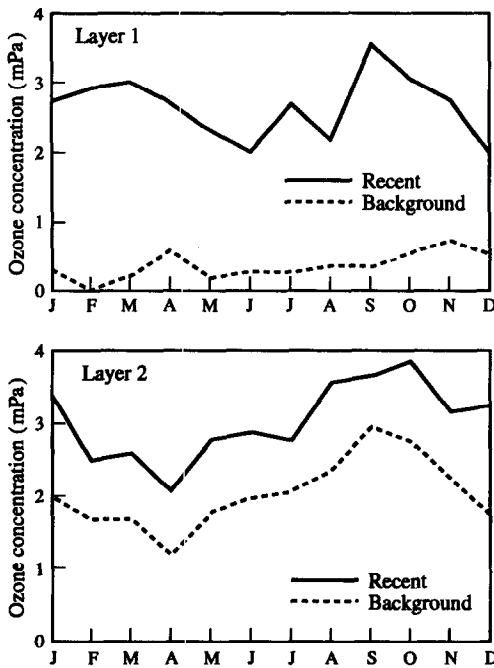 Ozone concentration (mPa)
4
3
2
1
0
Layer 1
Recent
Background
J F M A M J J A S O N D
Ozone concentration (mPa)
4
3
2
1
0
Layer 2
Recent
Background
J F M A M J J A S O N D